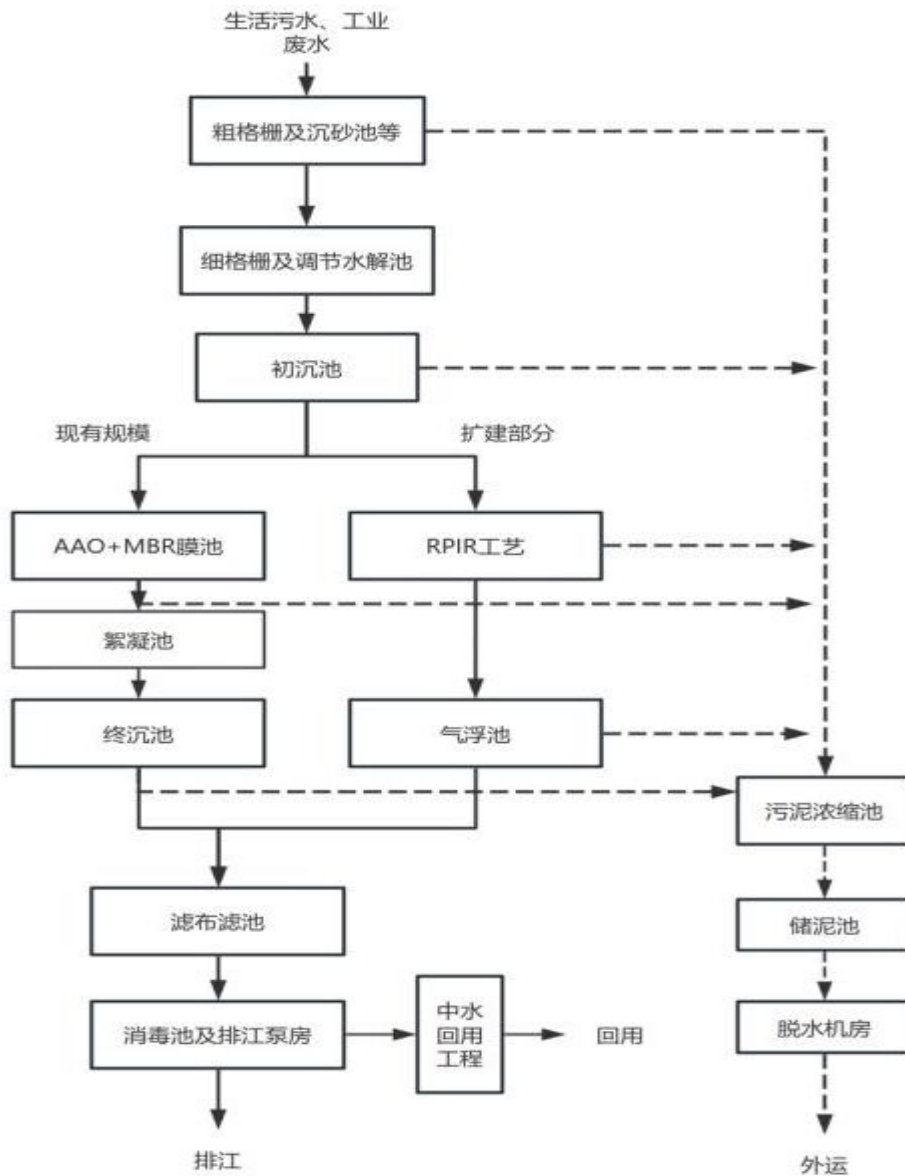 生活污水、工业
废水
粗格栅及沉砂池等
细格栅及调节水解池
初沉池
现有规模
扩建部分
AAO+MBR膜池
RPIR工艺
絮凝池
终沉池
气浮池
污泥浓缩池
滤布滤池
储泥池
消毒池及排江泵房
中水
回用
工程
回用
脱水机房
排江
外运